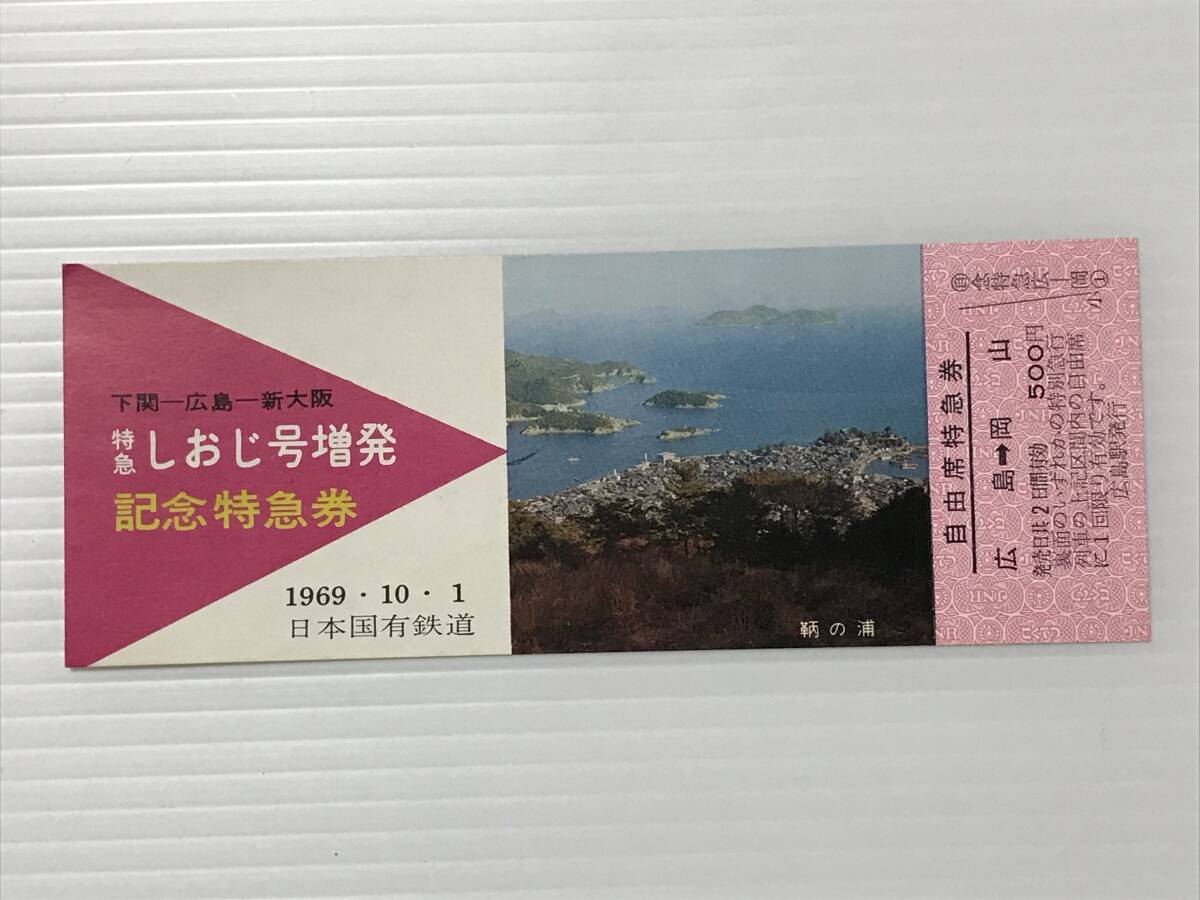 下関―広島―新大阪
特急 しおじ号増発
記念特急券
1969・10・1
日本国有鉄道
鞆の浦
自由席特急券
広島➡岡山
発売日共2日間有効 500円
裏面のいずれかの特別急行
列車の上記区間内の自由席
に1回限り有効です。
広島駅発行
小